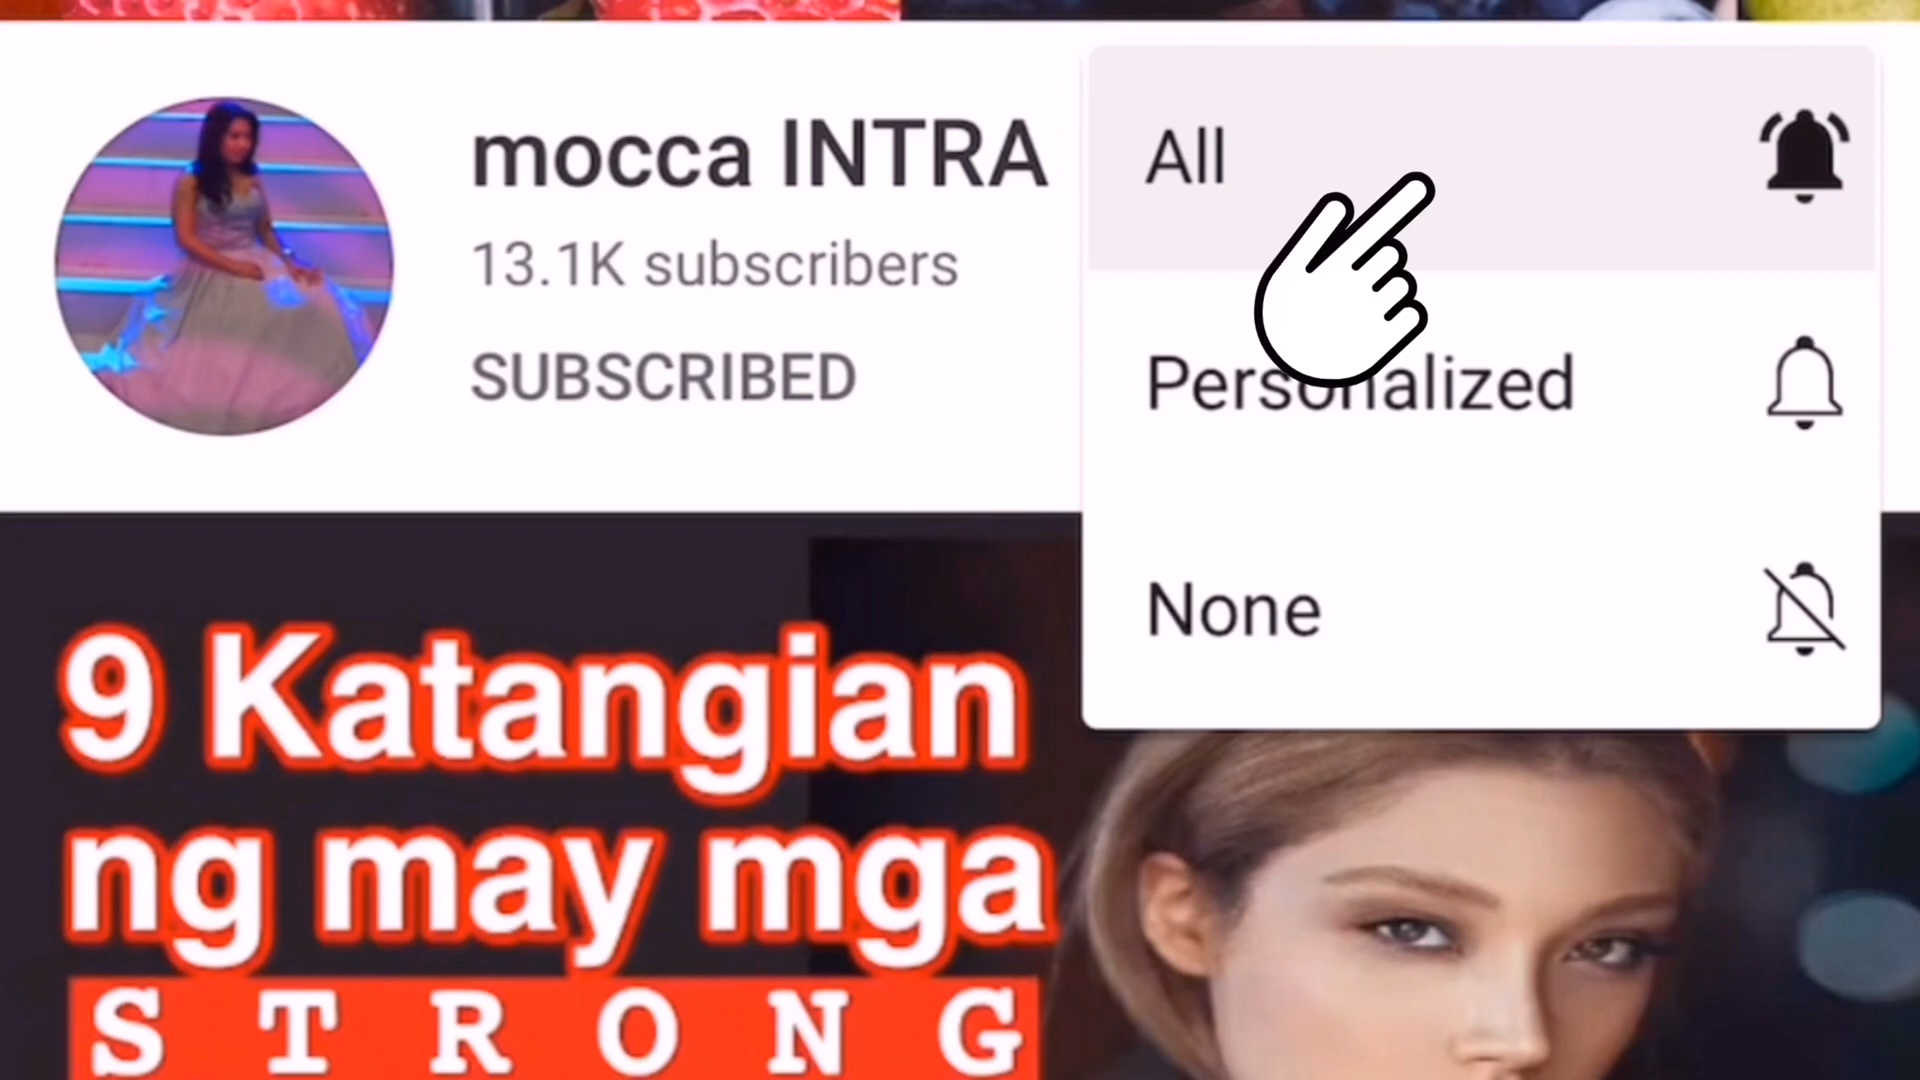 mocca INTRA
13.1K subscribers
SUBSCRIBED
All
Personalized
None
9 Katangian
ng may mga
STRONG